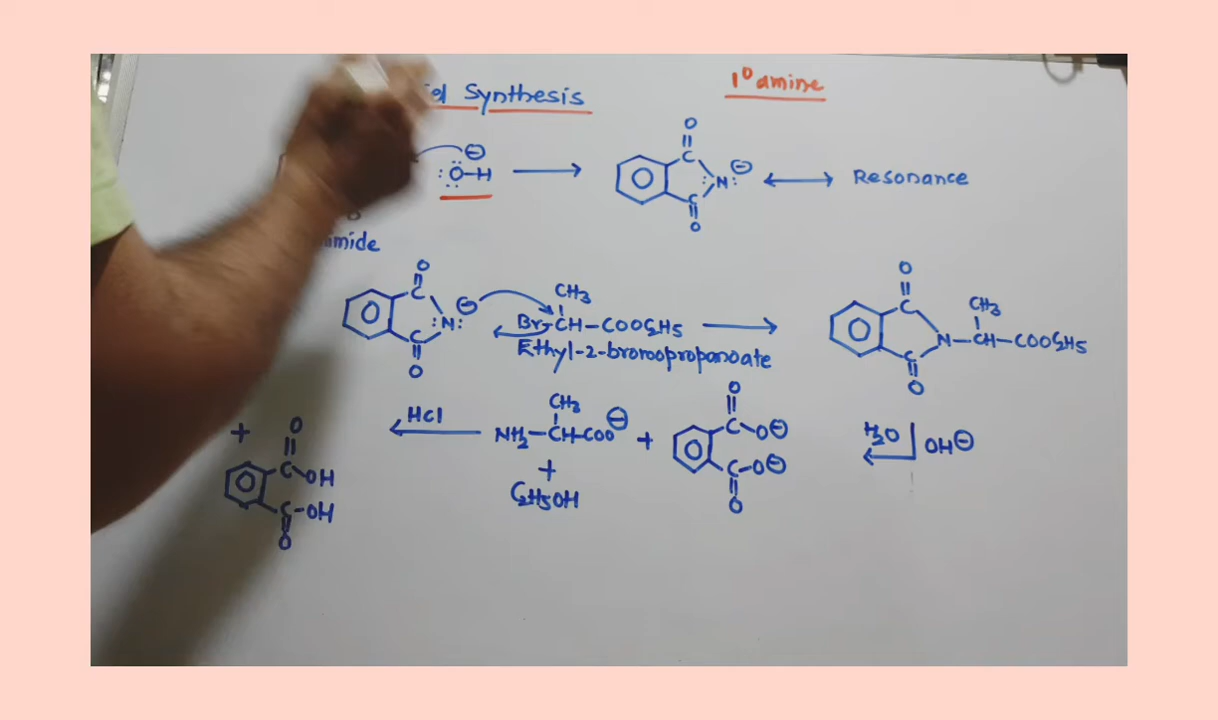 Synthesis
1° amine
O
C
⊖
:O-H
N:
⊖
Resonance
C
O
O
C
⊖
:N:
CH3
Br-CH-COOC2H5
C
O
Ethyl-2-bromopropanoate
O
C
CH3
N-CH-COOC2H5
C
O
HCl
CH3
NH2-CH-COO⊖
+
C2H5OH
+
O
C-O⊖
C-O⊖
O
H2O
OH⊖
+
O
C-OH
C-OH
O